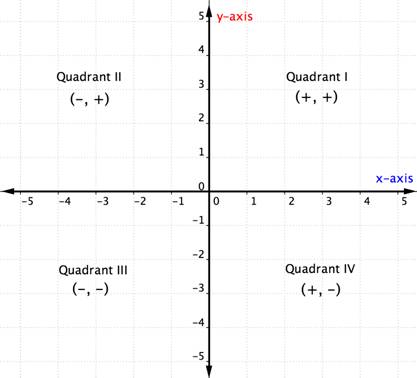 5
y-axis
4
Quadrant II
Quadrant I
3
(-, +)
(+, +)
2
1
x-axis
0
-5 -4 -3 -2 -1 0 1 2 3 4 5
-1
-2
Quadrant III
Quadrant IV
-3
(-, -)
(+, -)
-4
-5